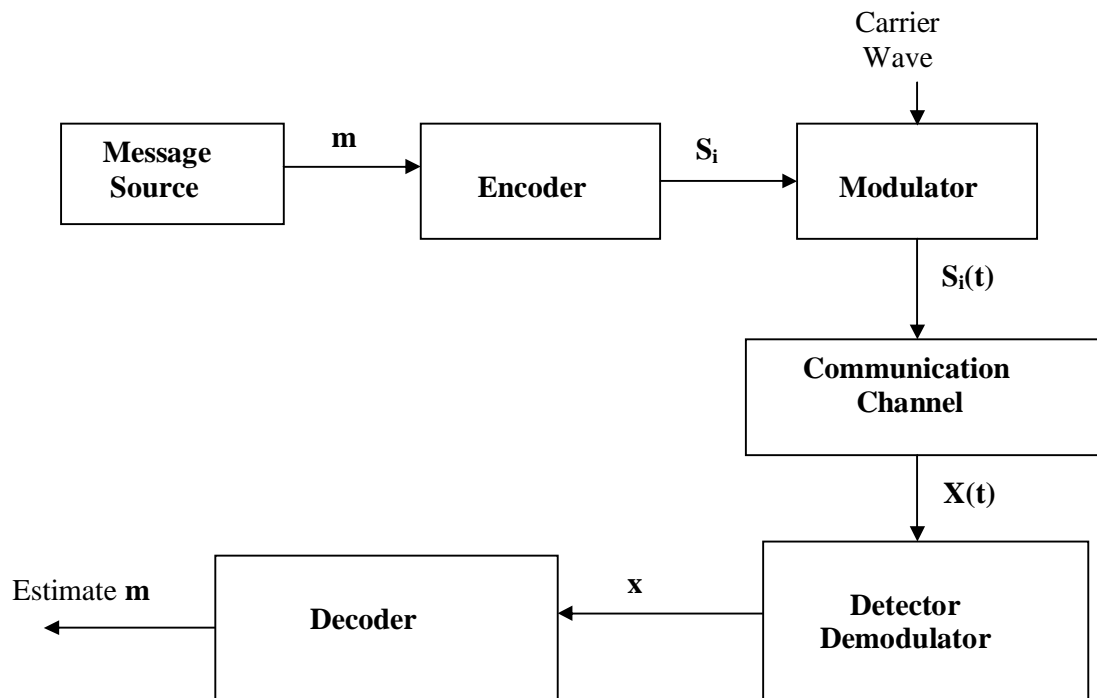 Carrier
Wave
Message
Source
m
Encoder
Sᵢ
Modulator
Sᵢ(t)
Communication
Channel
X(t)
Detector
Demodulator
x
Decoder
Estimate m